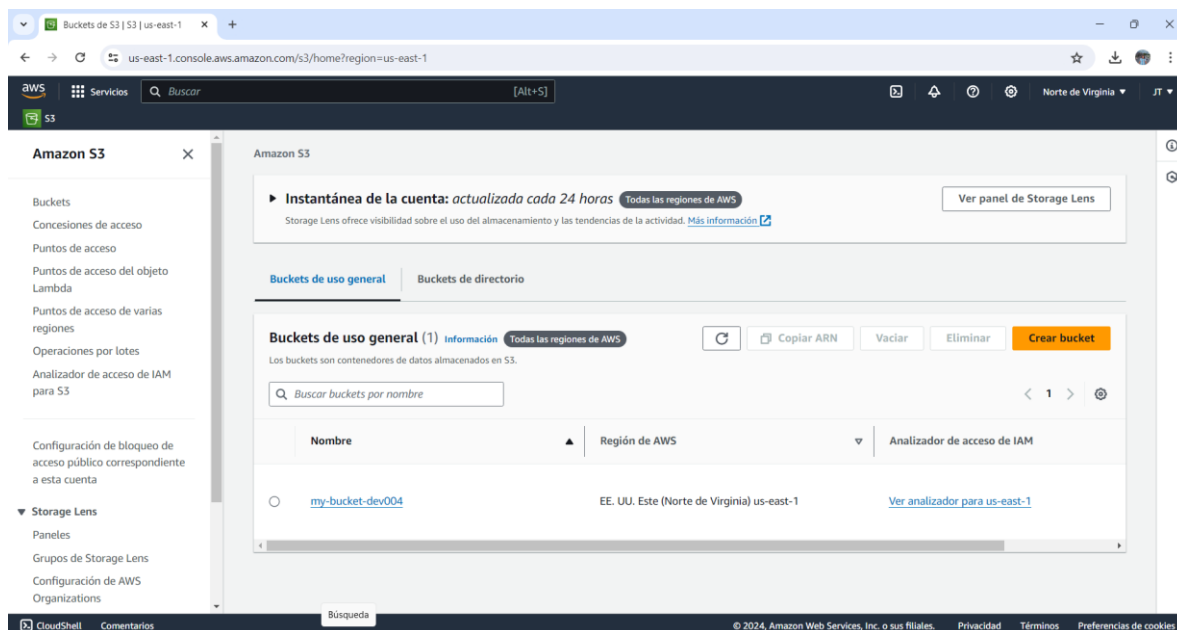 Buckets de S3 | S3 | us-east-1
us-east-1.console.aws.amazon.com/s3/home?region=us-east-1
aws Servicios Buscar [Alt+S] Norte de Virginia JT
S3
Amazon S3
Buckets
Concesiones de acceso
Puntos de acceso
Puntos de acceso del objeto
Lambda
Puntos de acceso de varias
regiones
Operaciones por lotes
Analizador de acceso de IAM
para S3
Configuración de bloqueo de
acceso público correspondiente
a esta cuenta
Storage Lens
Paneles
Grupos de Storage Lens
Configuración de AWS
Organizations
Amazon S3
Instantánea de la cuenta: actualizada cada 24 horas Todas las regiones de AWS Ver panel de Storage Lens
Storage Lens ofrece visibilidad sobre el uso del almacenamiento y las tendencias de la actividad. Más información
Buckets de uso general Buckets de directorio
Buckets de uso general (1) Información Todas las regiones de AWS Copiar ARN Vaciar Eliminar Crear bucket
Los buckets son contenedores de datos almacenados en S3.
Buscar buckets por nombre 1
Nombre Región de AWS Analizador de acceso de IAM
my-bucket-dev004 EE. UU. Este (Norte de Virginia) us-east-1 Ver analizador para us-east-1
Búsqueda
CloudShell Comentarios © 2024, Amazon Web Services, Inc. o sus filiales. Privacidad Términos Preferencias de cookies